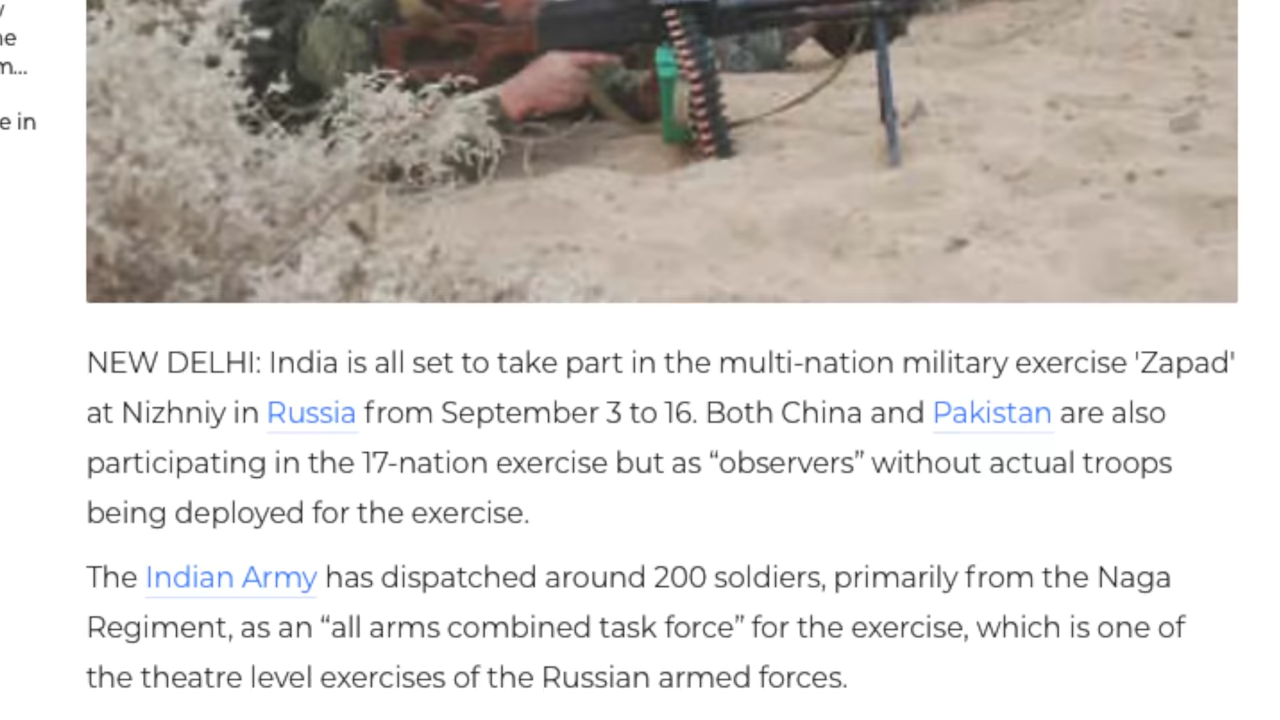 e in
NEW DELHI: India is all set to take part in the multi-nation military exercise 'Zapad'
at Nizhniy in Russia from September 3 to 16. Both China and Pakistan are also
participating in the 17-nation exercise but as “observers” without actual troops
being deployed for the exercise.
The Indian Army has dispatched around 200 soldiers, primarily from the Naga
Regiment, as an “all arms combined task force” for the exercise, which is one of
the theatre level exercises of the Russian armed forces.